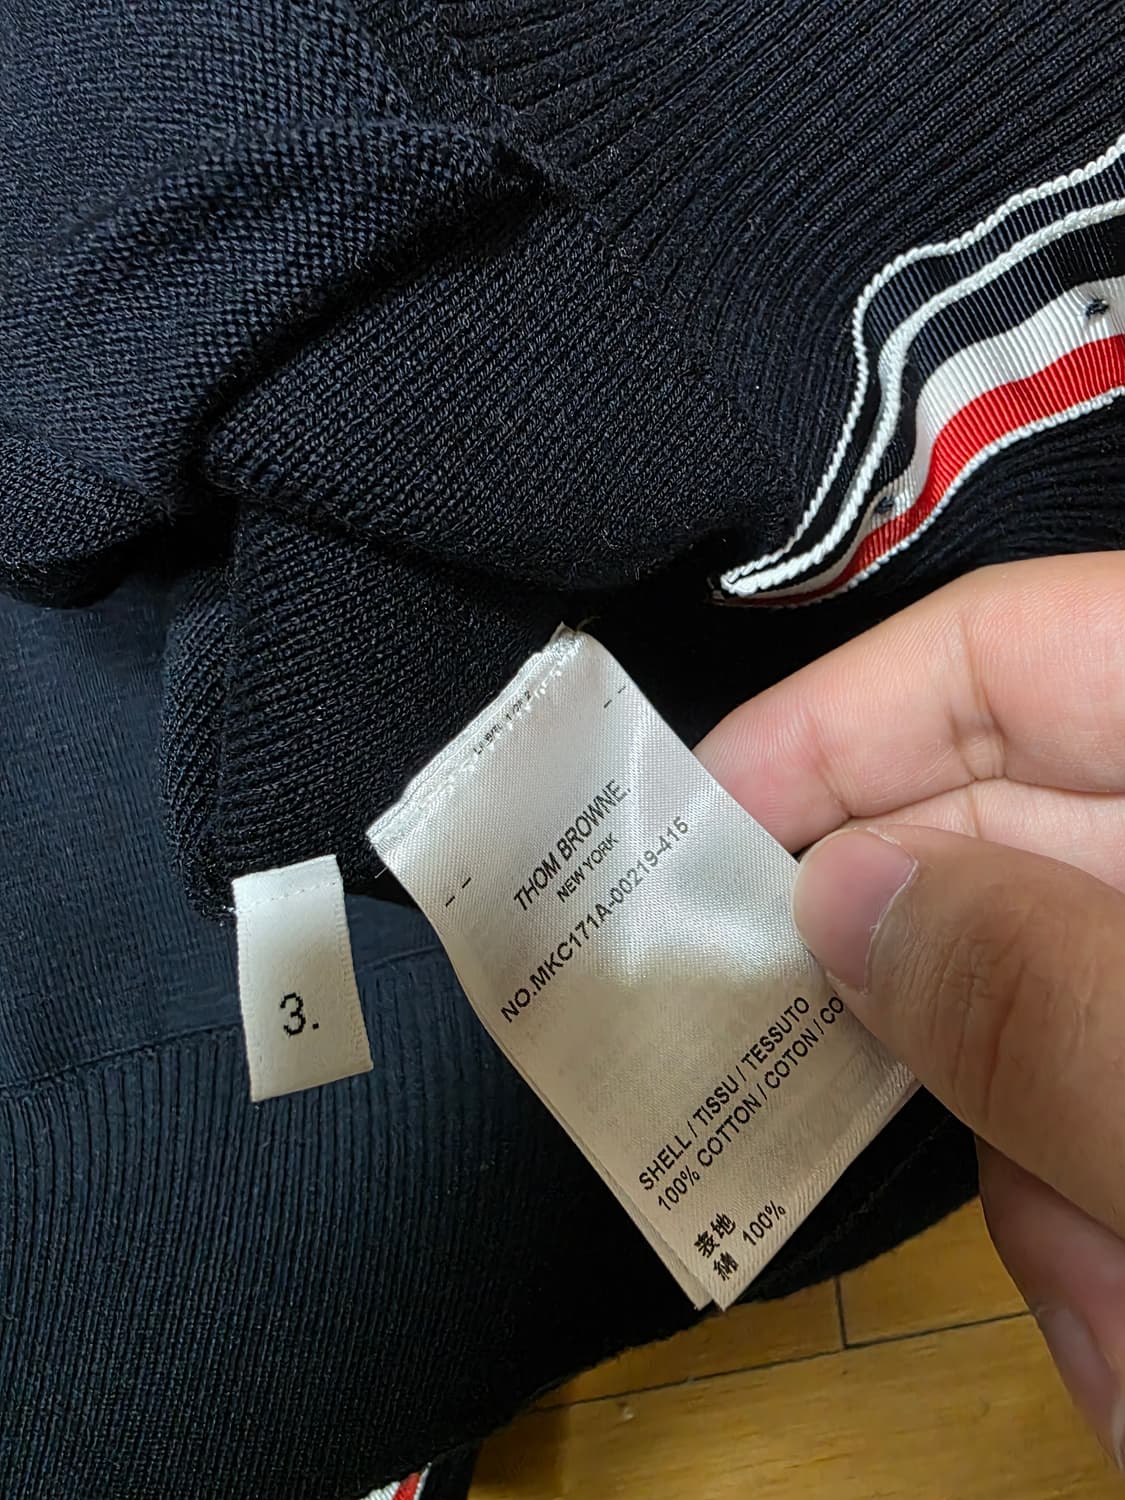 THOM BROWNE.
NEW YORK
NO.MKC171A-00219-415
SHELL / TISSU / TESSUTO
100% COTTON / COTON / CO
表地
綿 100%
3.